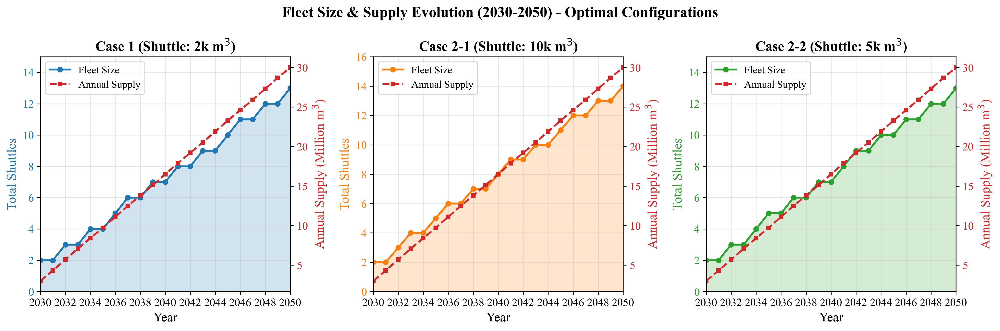 Fleet Size & Supply Evolution (2030-2050) - Optimal Configurations
Case 1 (Shuttle: 2k m³)
Fleet Size
Annual Supply
Total Shuttles
0
2
4
6
8
10
12
14
5
10
15
20
25
30
Annual Supply (Million m³)
2030 2032 2034 2036 2038 2040 2042 2044 2046 2048 2050
Year
Case 2-1 (Shuttle: 10k m³)
Fleet Size
Annual Supply
Total Shuttles
0
2
4
6
8
10
12
14
16
5
10
15
20
25
30
Annual Supply (Million m³)
2030 2032 2034 2036 2038 2040 2042 2044 2046 2048 2050
Year
Case 2-2 (Shuttle: 5k m³)
Fleet Size
Annual Supply
Total Shuttles
0
2
4
6
8
10
12
14
5
10
15
20
25
30
Annual Supply (Million m³)
2030 2032 2034 2036 2038 2040 2042 2044 2046 2048 2050
Year